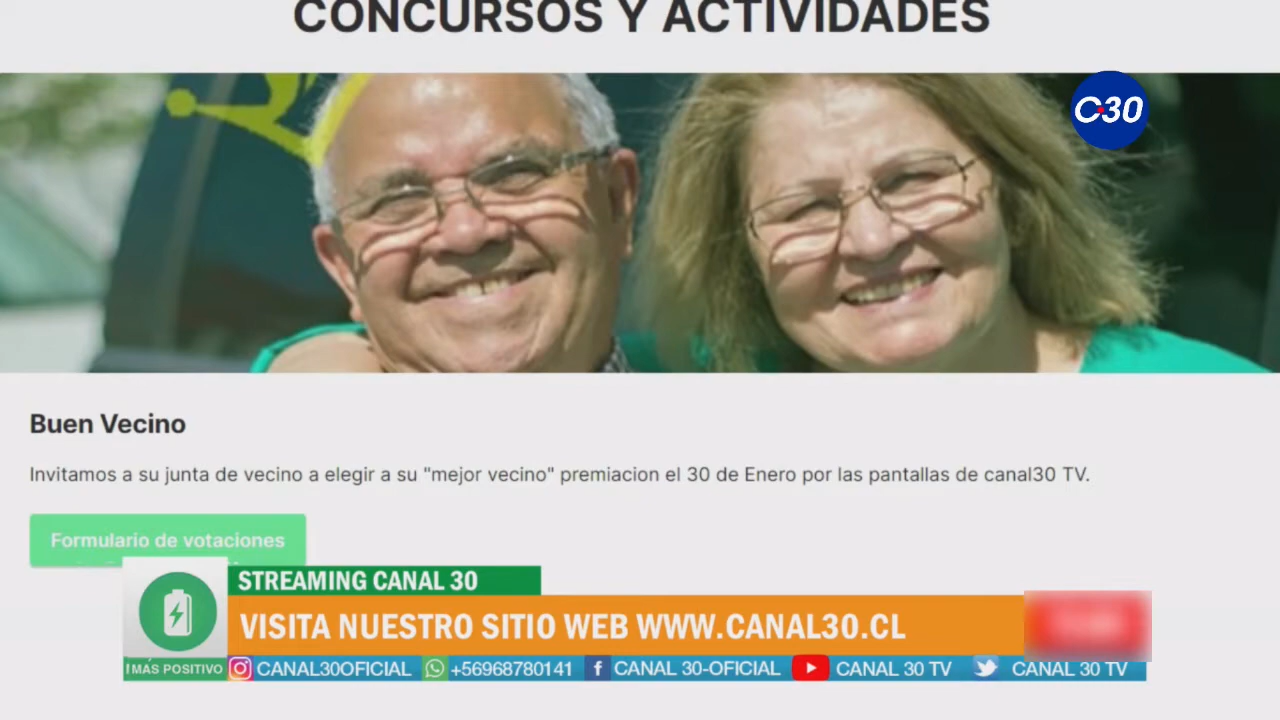 CONCURSOS Y ACTIVIDADES
C30
Buen Vecino
Invitamos a su junta de vecino a elegir a su "mejor vecino" premiacion el 30 de Enero por las pantallas de canal30 TV.
Formulario de votaciones
STREAMING CANAL 30
VISITA NUESTRO SITIO WEB WWW.CANAL30.CL
!MÁS POSITIVO CANAL30OFICIAL +56968780141 CANAL 30-OFICIAL CANAL 30 TV CANAL 30 TV